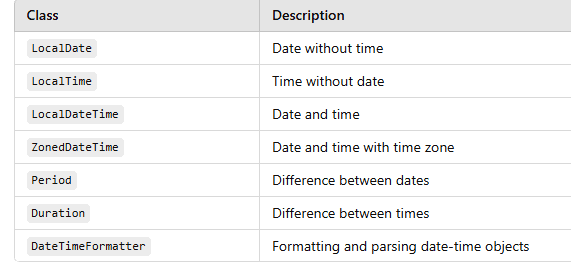 Class Description
LocalDate Date without time
LocalTime Time without date
LocalDateTime Date and time
ZonedDateTime Date and time with time zone
Period Difference between dates
Duration Difference between times
DateTimeFormatter Formatting and parsing date-time objects